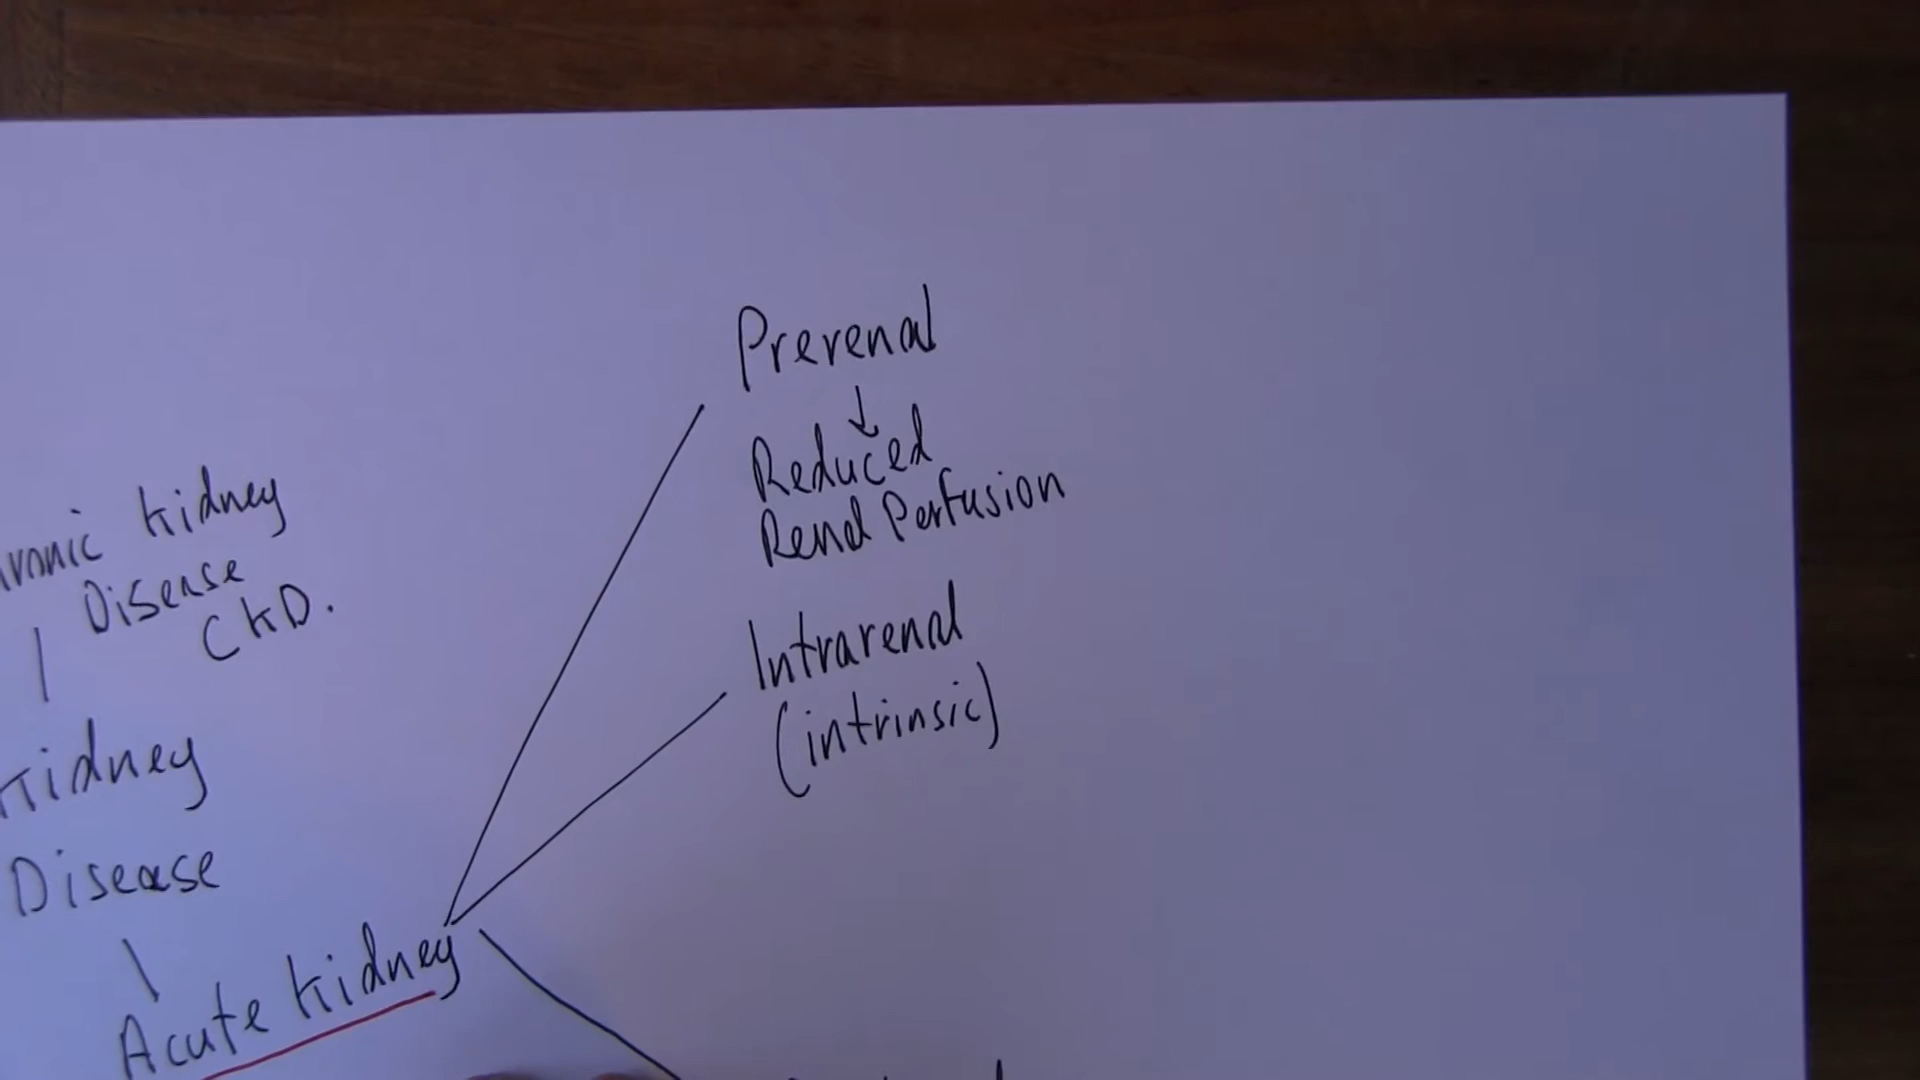 Prerenal
Reduced
Renal Perfusion
Intrarenal
(intrinsic)
Kidney
Disease
CKD.
Kidney
Disease
Acute Kidney